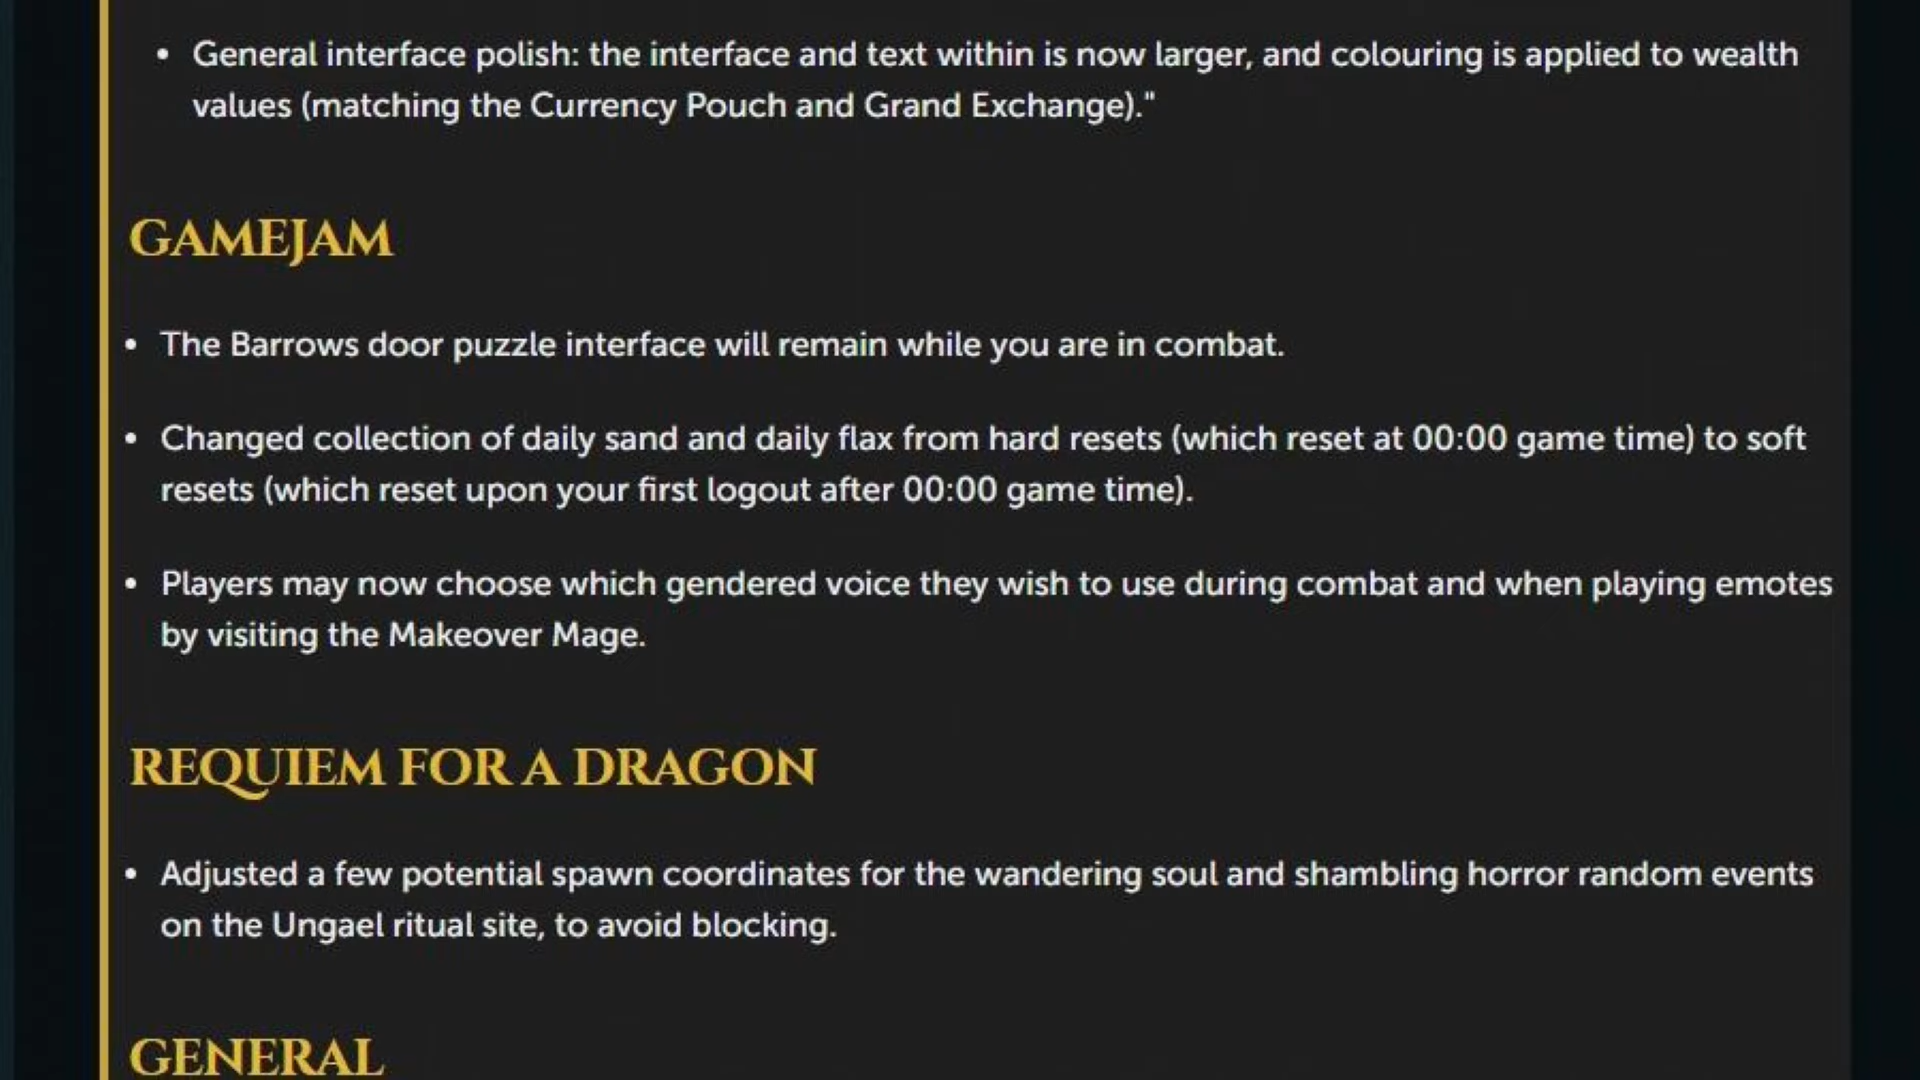 • General interface polish: the interface and text within is now larger, and colouring is applied to wealth
values (matching the Currency Pouch and Grand Exchange)."
GAMEJAM
• The Barrows door puzzle interface will remain while you are in combat.
• Changed collection of daily sand and daily flax from hard resets (which reset at 00:00 game time) to soft
resets (which reset upon your first logout after 00:00 game time).
• Players may now choose which gendered voice they wish to use during combat and when playing emotes
by visiting the Makeover Mage.
REQUIEM FOR A DRAGON
• Adjusted a few potential spawn coordinates for the wandering soul and shambling horror random events
on the Ungael ritual site, to avoid blocking.
GENERAL